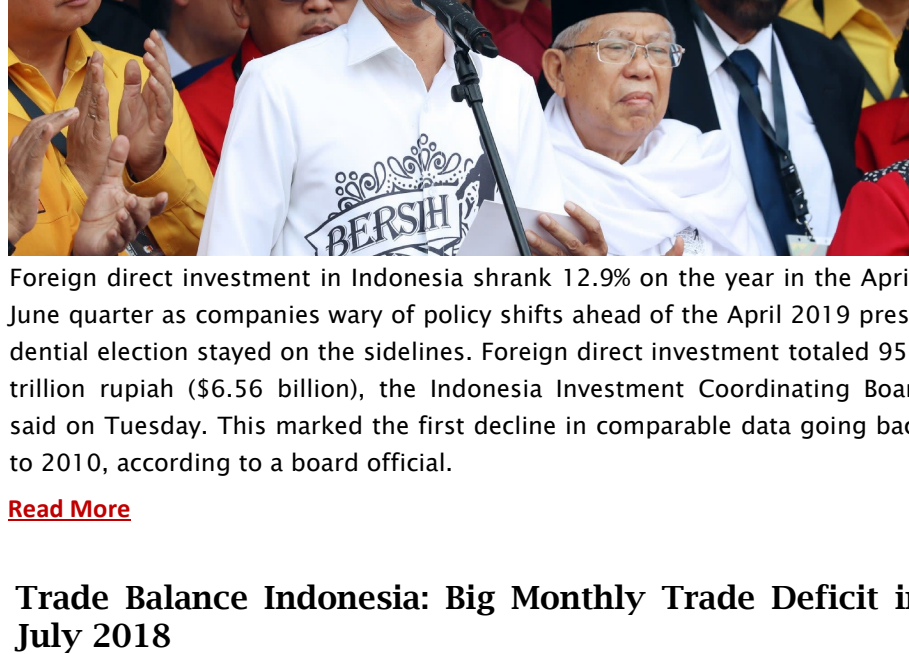 BERSIH
Foreign direct investment in Indonesia shrank 12.9% on the year in the Apri
June quarter as companies wary of policy shifts ahead of the April 2019 pres
dential election stayed on the sidelines. Foreign direct investment totaled 95
trillion rupiah ($6.56 billion), the Indonesia Investment Coordinating Boar
said on Tuesday. This marked the first decline in comparable data going bac
to 2010, according to a board official.
Read More
Trade Balance Indonesia: Big Monthly Trade Deficit in
July 2018